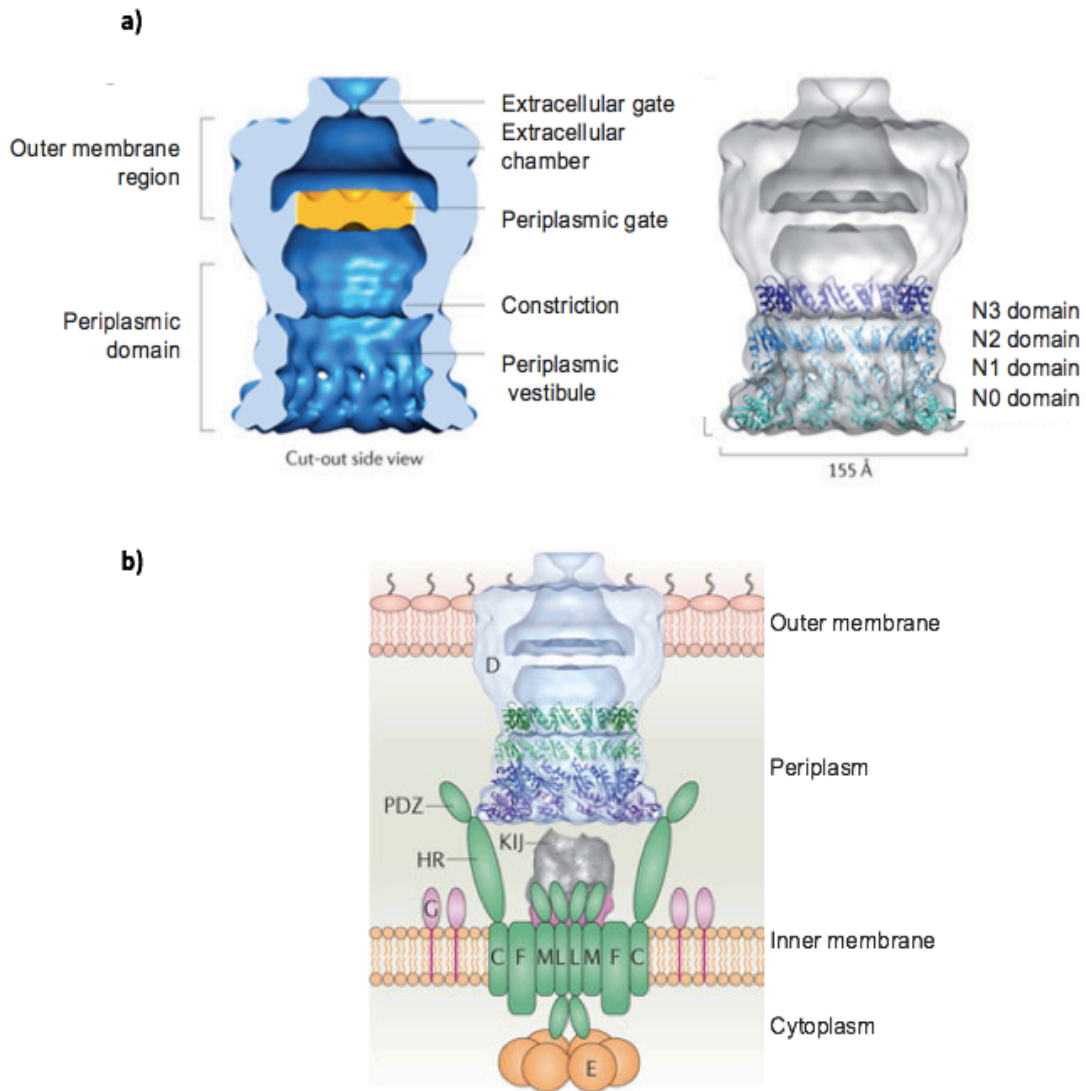 a)
Outer membrane
region
Periplasmic
domain
Extracellular gate
Extracellular
chamber
Periplasmic gate
Constriction
Periplasmic
vestibule
Cut-out side view
N3 domain
N2 domain
N1 domain
N0 domain
155 Å
b)
Outer membrane
D
Periplasm
PDZ
KIJ
HR
G
Inner membrane
C F M L L M F C
Cytoplasm
E